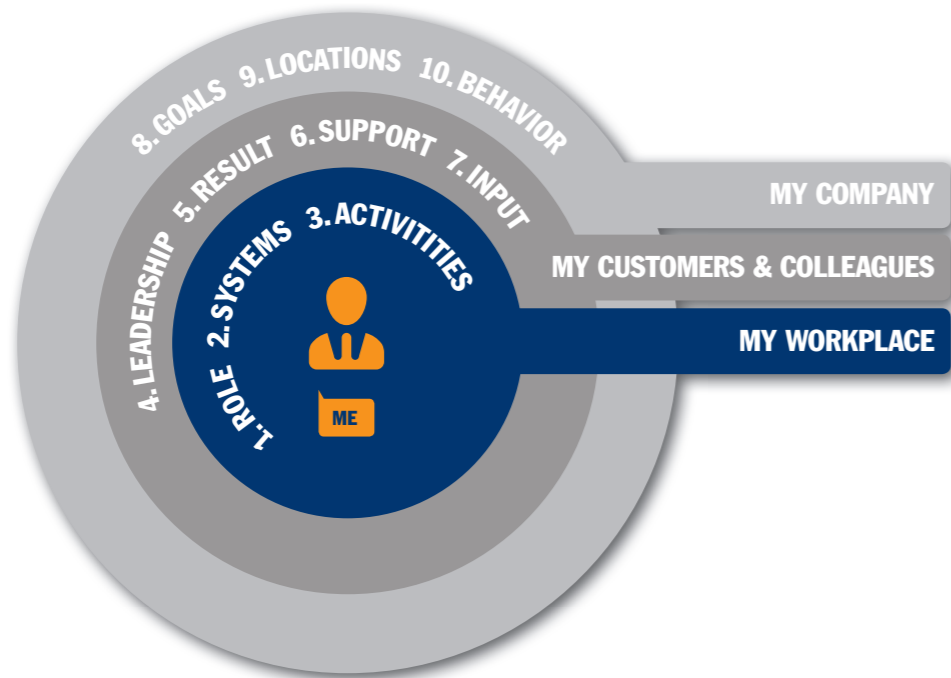 8. GOALS 9. LOCATIONS 10. BEHAVIOR
4. LEADERSHIP 5. RESULT 6. SUPPORT 7. INPUT
1. ROLE 2. SYSTEMS 3. ACTIVITITIES
ME
MY COMPANY
MY CUSTOMERS & COLLEAGUES
MY WORKPLACE